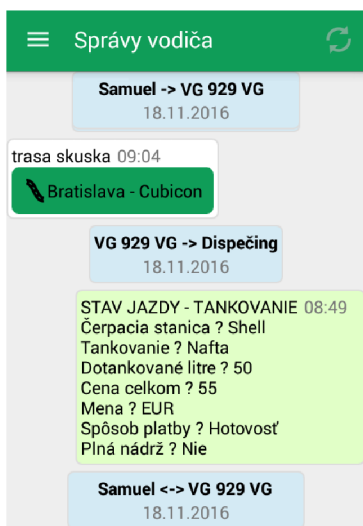 Správy vodiča
Samuel -> VG 929 VG
18.11.2016
trasa skuska 09:04
Bratislava - Cubicon
VG 929 VG -> Dispečing
18.11.2016
STAV JAZDY - TANKOVANIE 08:49
Čerpacia stanica ? Shell
Tankovanie ? Nafta
Dotankované litre ? 50
Cena celkom ? 55
Mena ? EUR
Spôsob platby ? Hotovosť
Plná nádrž ? Nie
Samuel <-> VG 929 VG
18.11.2016